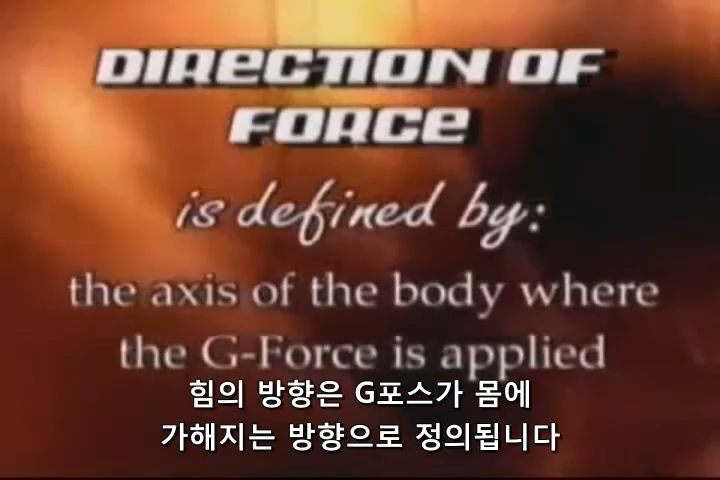 DIRECTION OF
FORCE
is defined by:
the axis of the body where
the G-Force is applied
힘의 방향은 G포스가 몸에
가해지는 방향으로 정의됩니다